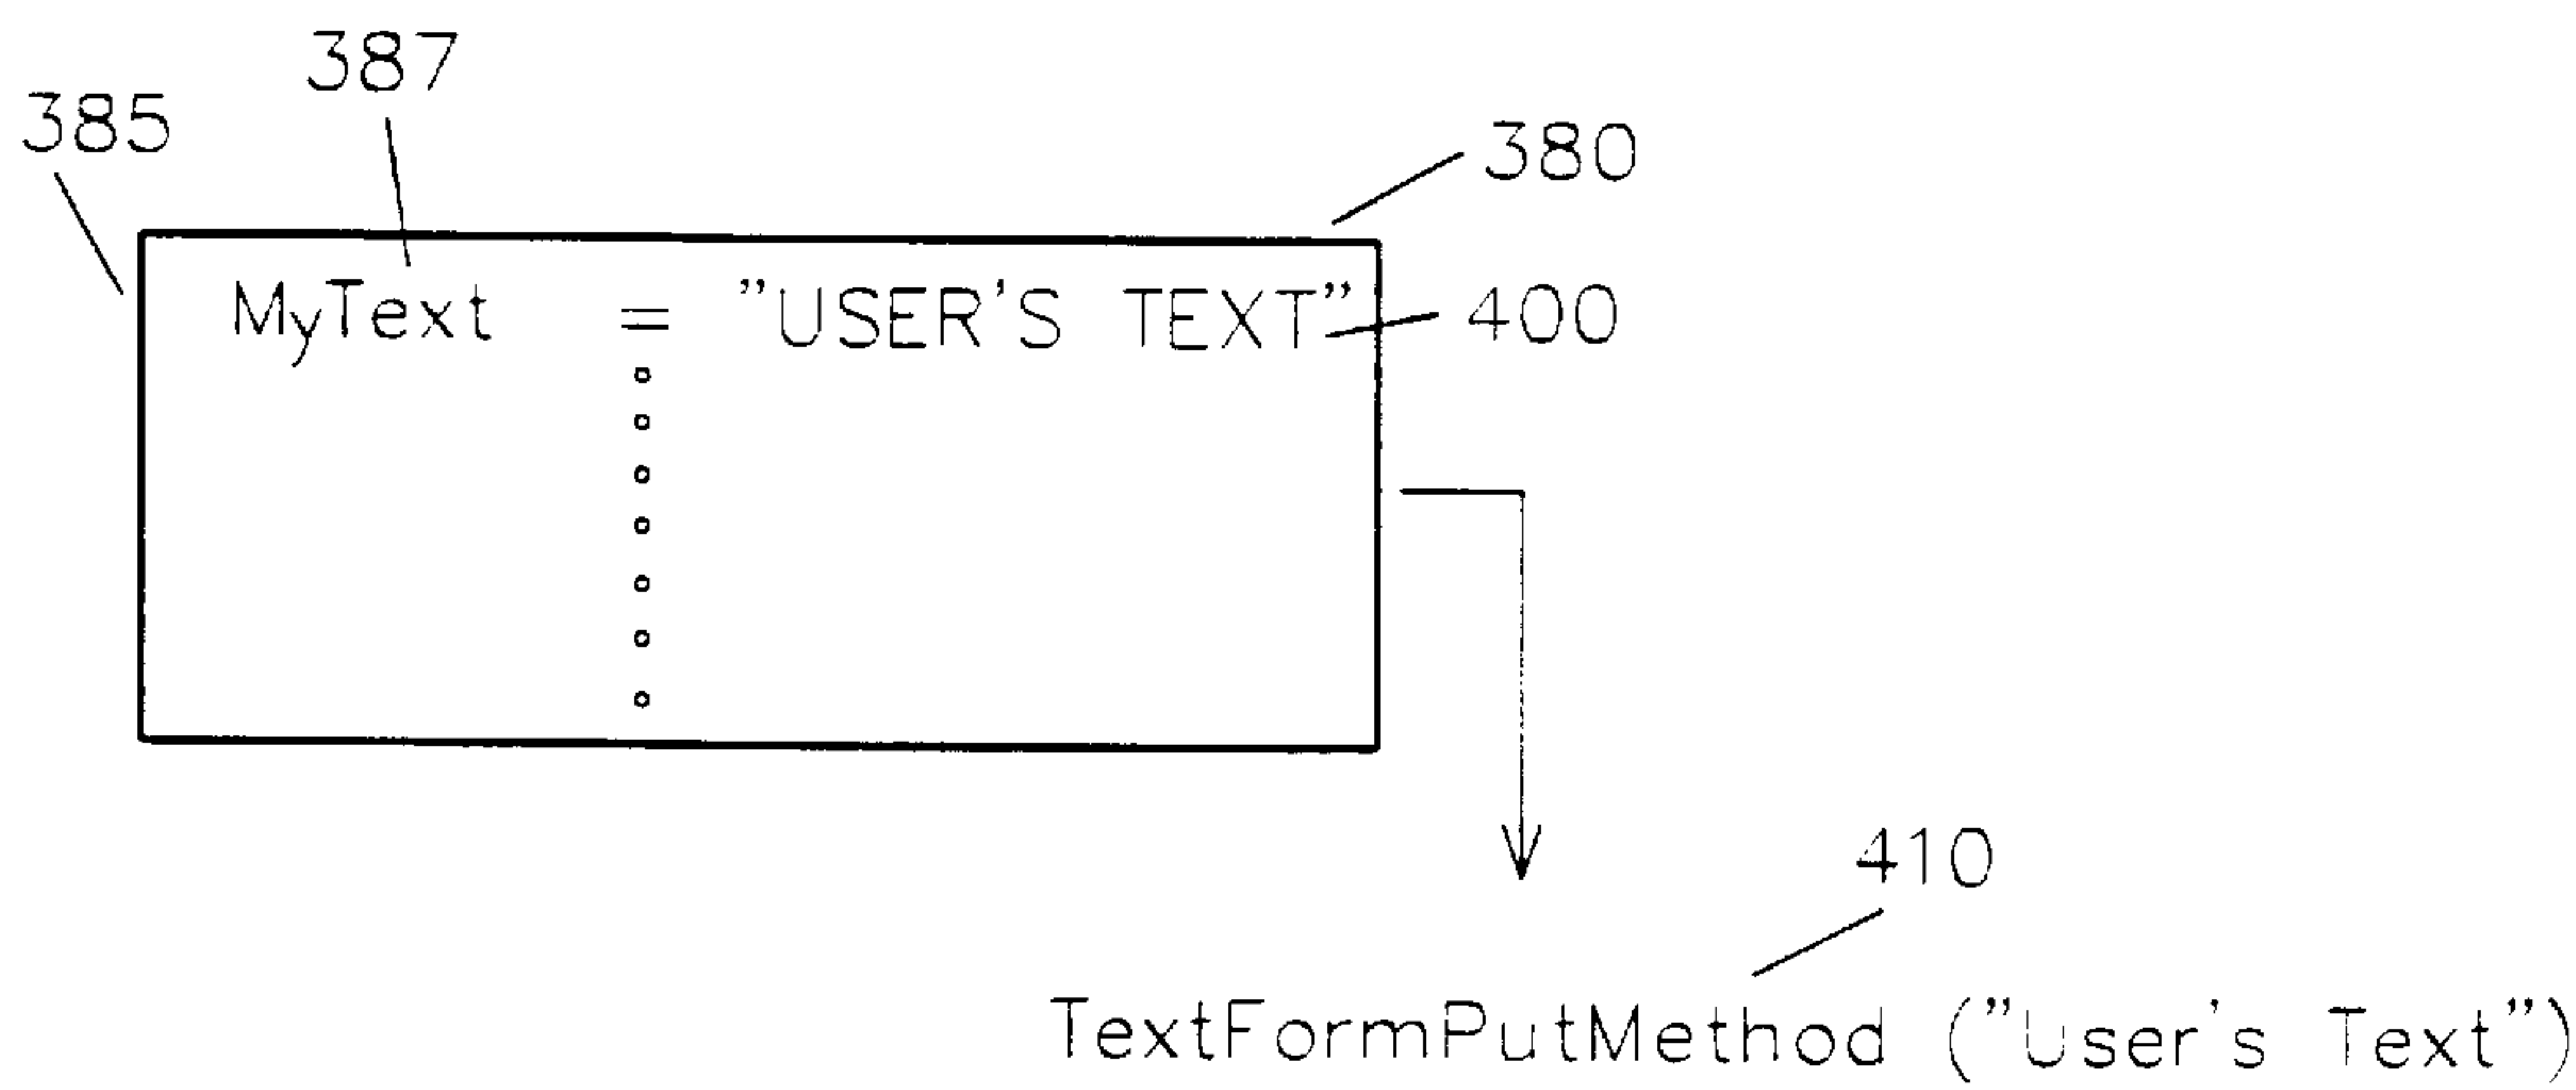 387
385
380
MyText = "USER'S TEXT" 400
410
TextFormPutMethod ("User's Text")